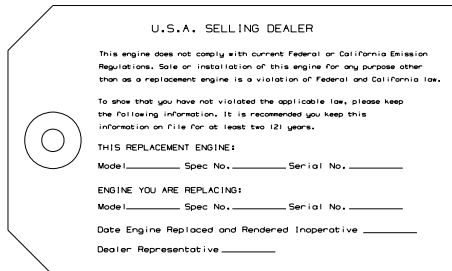 U.S.A. SELLING DEALER
This engine does not comply with current Federal or California Emission
Regulations. Sale or installation of this engine for any purpose other
than as a replacement engine is a violation of Federal and California law.
To show that you have not violated the applicable law, please keep
the following information. It is recommended you keep this
information on file for at least two (2) years.
THIS REPLACEMENT ENGINE:
Model________ Spec No.________ Serial No.________
ENGINE YOU ARE REPLACING:
Model________ Spec No.________ Serial No.________
Date Engine Replaced and Rendered Inoperative ________
Dealer Representative ________